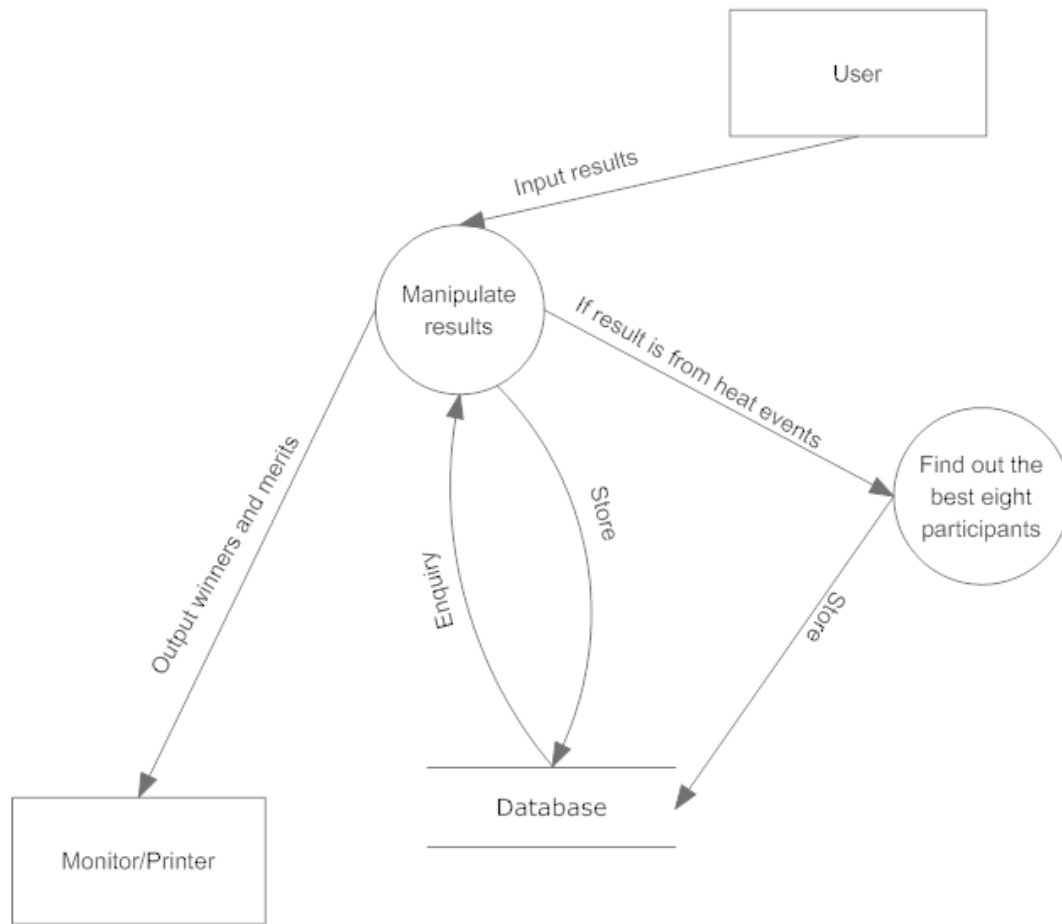 User
Input results
Manipulate
results
If result is from heat events
Find out the
best eight
participants
Output winners and merits
Enquiry
Store
Store
Database
Monitor/Printer